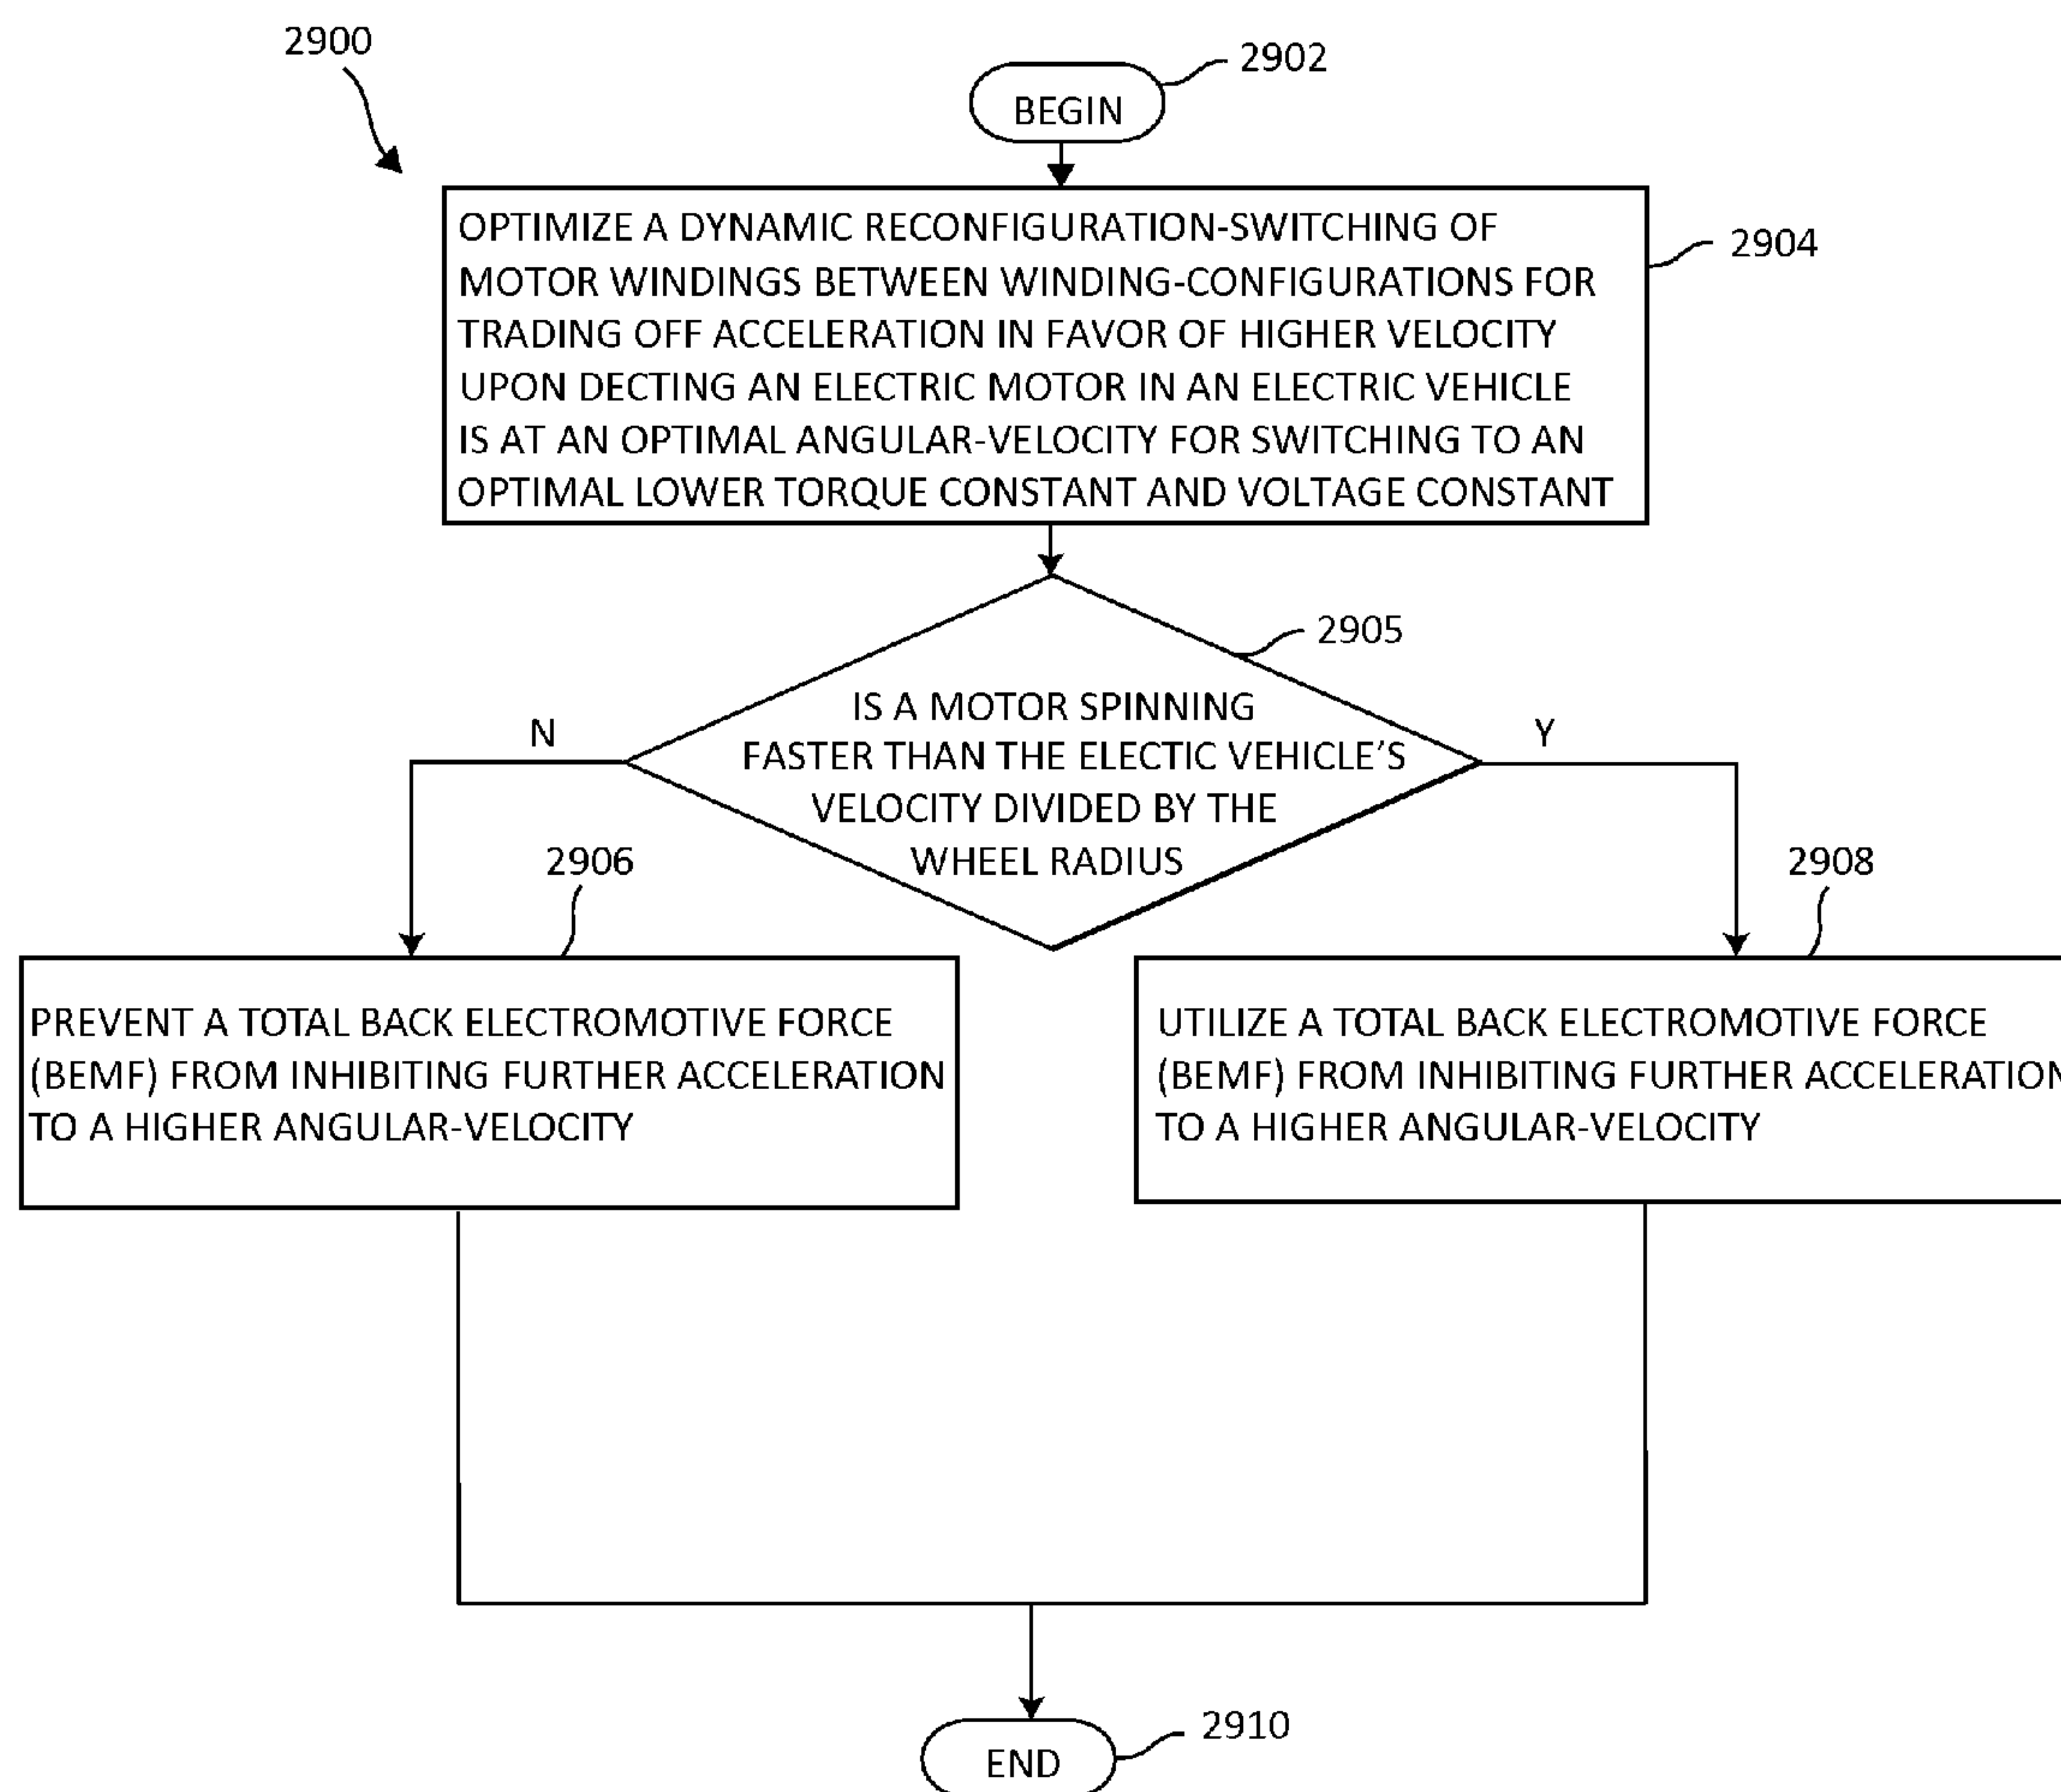 2900
2902
BEGIN
OPTIMIZE A DYNAMIC RECONFIGURATION-SWITCHING OF
MOTOR WINDINGS BETWEEN WINDING-CONFIGURATIONS FOR
TRADING OFF ACCELERATION IN FAVOR OF HIGHER VELOCITY
UPON DECTING AN ELECTRIC MOTOR IN AN ELECTRIC VEHICLE
IS AT AN OPTIMAL ANGULAR-VELOCITY FOR SWITCHING TO AN
OPTIMAL LOWER TORQUE CONSTANT AND VOLTAGE CONSTANT
2904
2905
IS A MOTOR SPINNING
FASTER THAN THE ELECTIC VEHICLE'S
VELOCITY DIVIDED BY THE
WHEEL RADIUS
N
Y
2906
2908
PREVENT A TOTAL BACK ELECTROMOTIVE FORCE
(BEMF) FROM INHIBITING FURTHER ACCELERATION
TO A HIGHER ANGULAR-VELOCITY
UTILIZE A TOTAL BACK ELECTROMOTIVE FORCE
(BEMF) FROM INHIBITING FURTHER ACCELERATION
TO A HIGHER ANGULAR-VELOCITY
2910
END